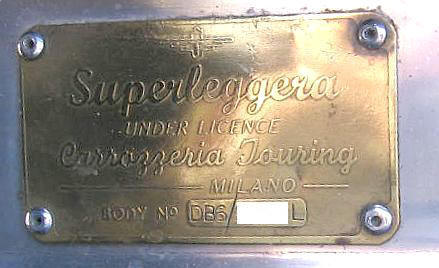 Superleggera
UNDER LICENCE
Carrozzeria Touring
MILANO
BODY Nº DB6 L